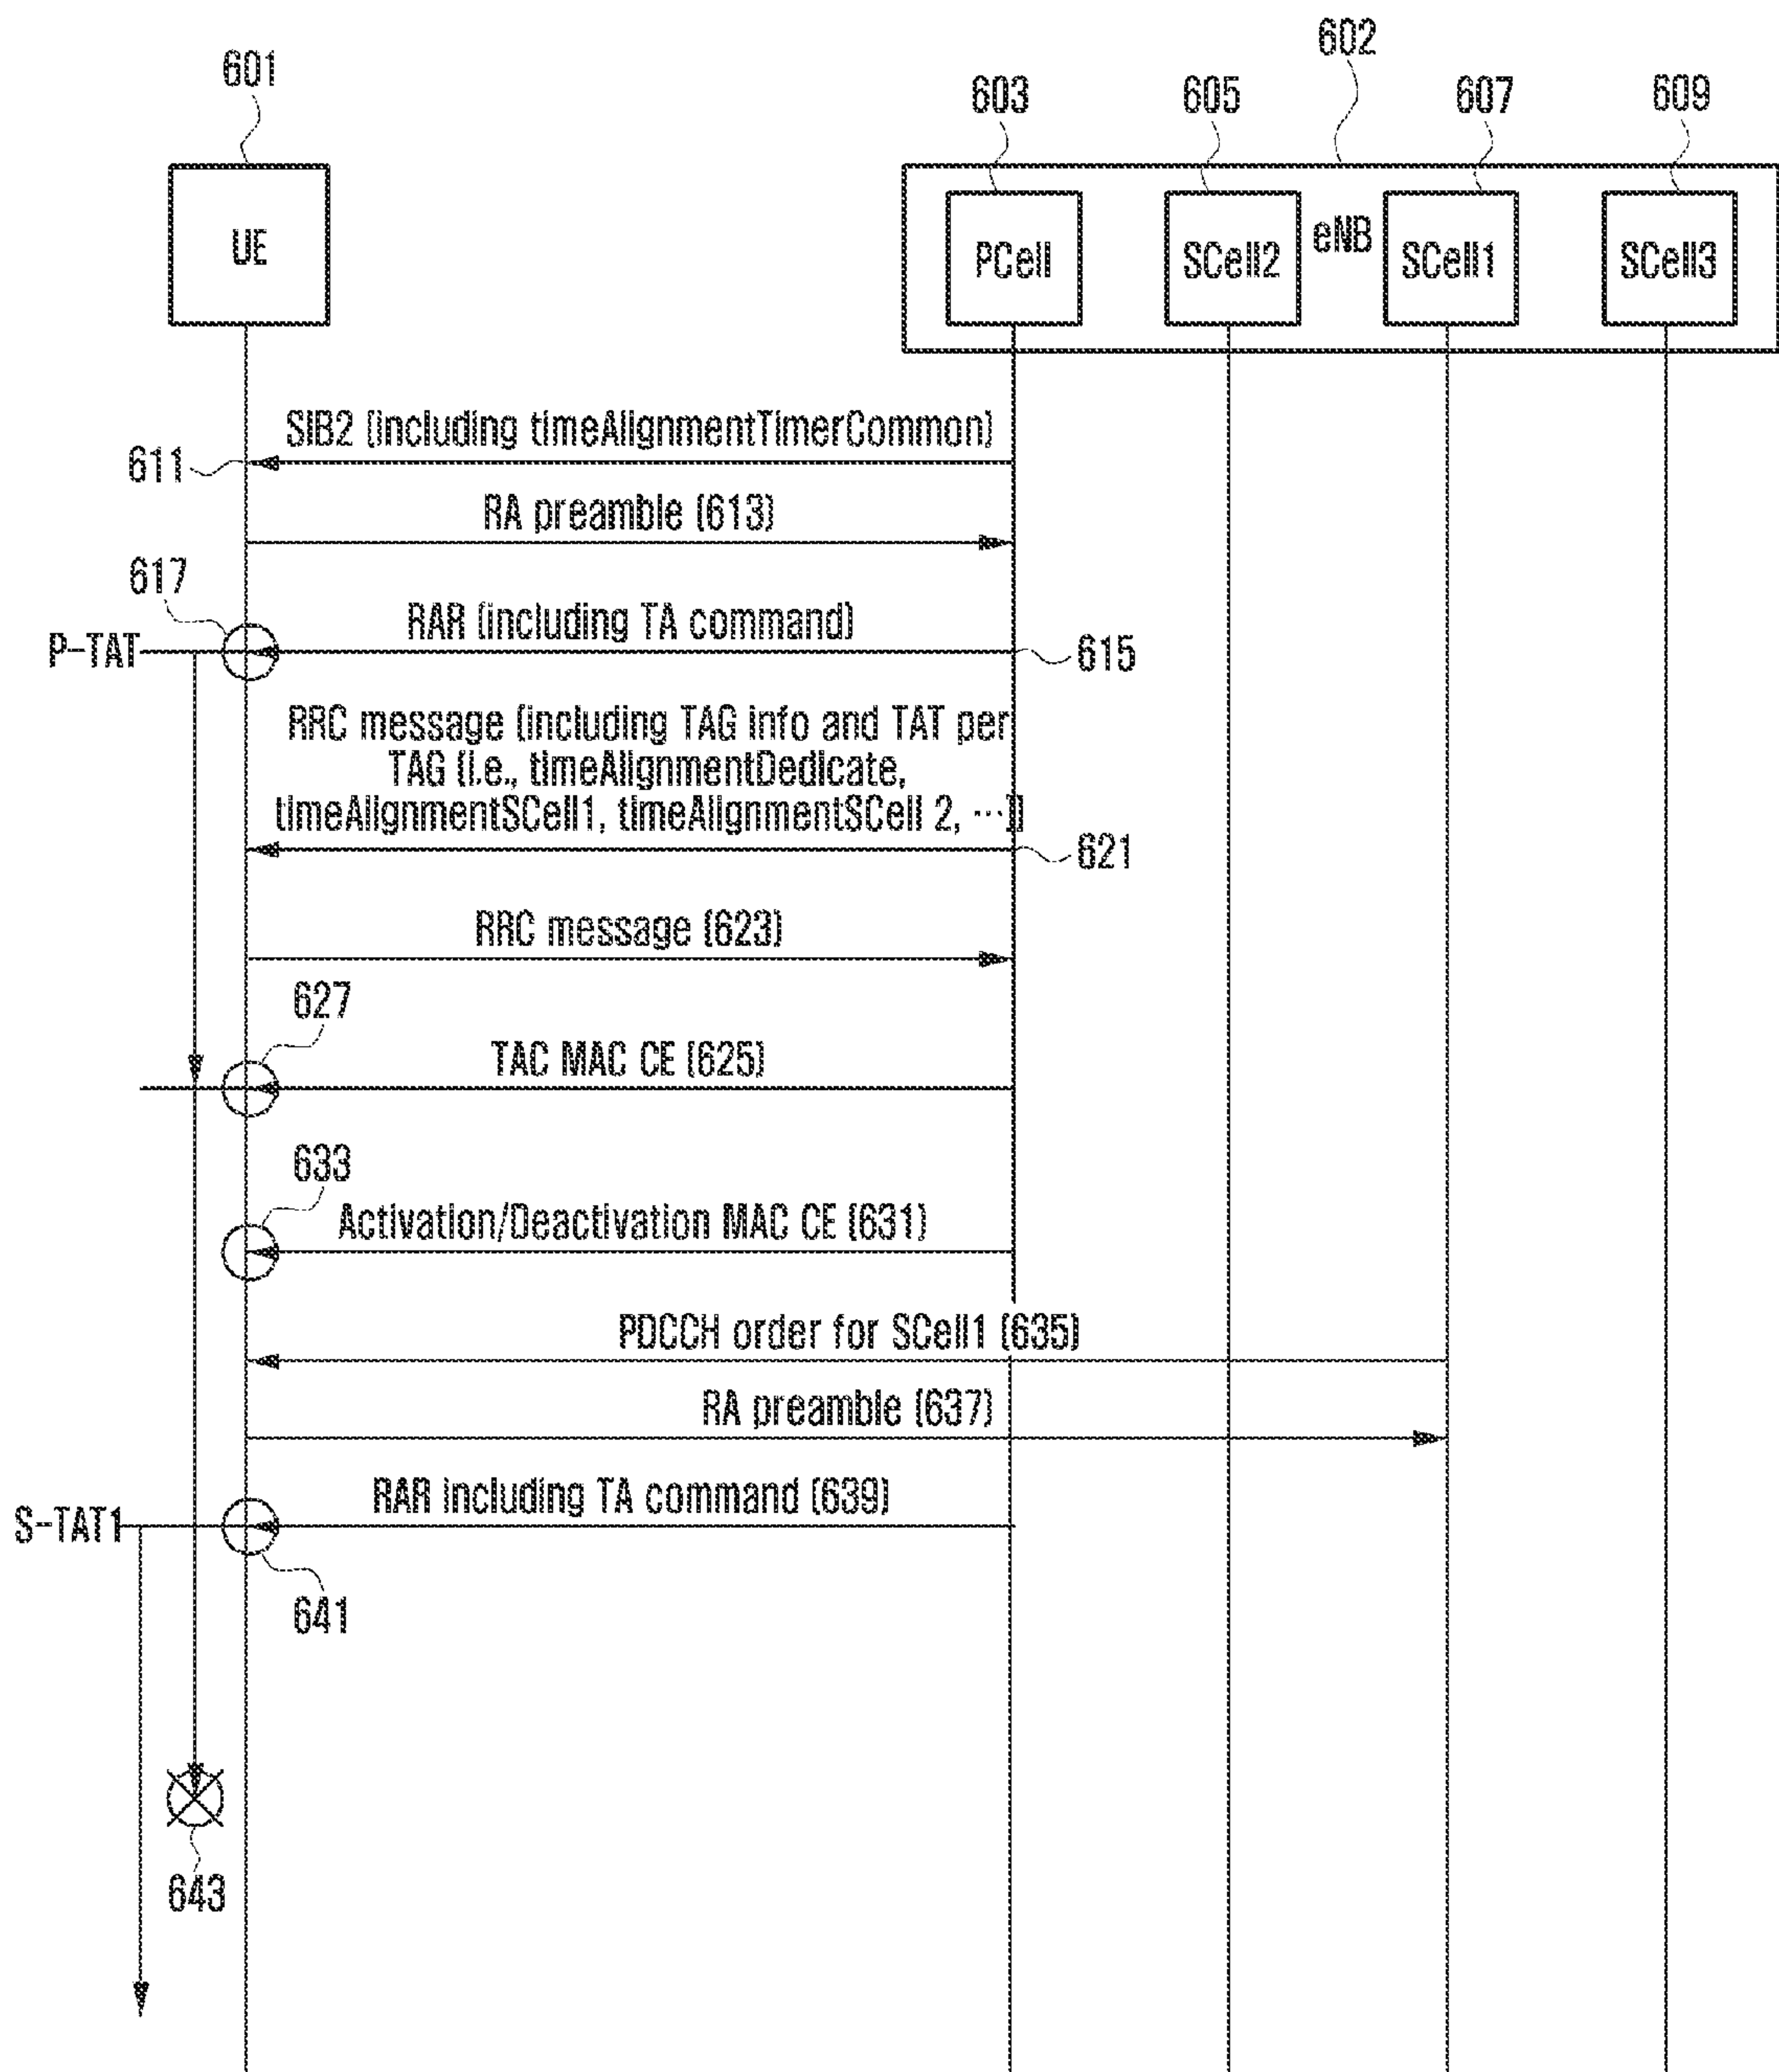 602
601
603
605
607
609
UE
PCell
SCell2
eNB
SCell1
SCell3
SIB2 (including timeAlignmentTimerCommon)
611
RA preamble (613)
617
RAR (including TA command)
P-TAT
615
RRC message (including TAG info and TAT per
TAG (i.e., timeAlignmentDedicate,
timeAlignmentSCell1, timeAlignmentSCell 2, ...))
621
RRC message (623)
627
TAC MAC CE (625)
633
Activation/Deactivation MAC CE (631)
PDCCH order for SCell1 (635)
RA preamble (637)
RAR including TA command (639)
S-TAT1
641
643